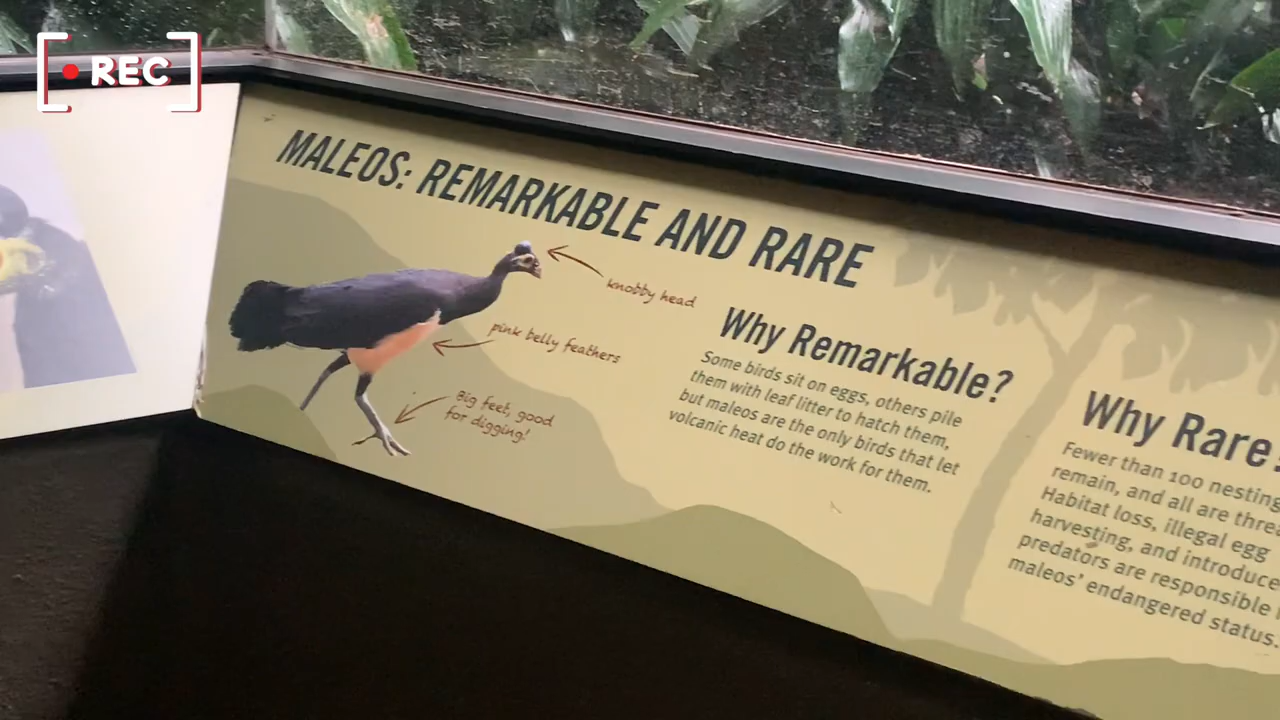 REC
MALEOS: REMARKABLE AND RARE
knobby head
pink belly feathers
Big feet, good
for digging!
Why Remarkable?
Some birds sit on eggs, others pile
them with leaf litter to hatch them,
but maleos are the only birds that let
volcanic heat do the work for them.
Why Rare?
Fewer than 100 nesting
remain, and all are
Habitat loss, illegal egg
harvesting, and
predators are responsible
maleos' endangered status.